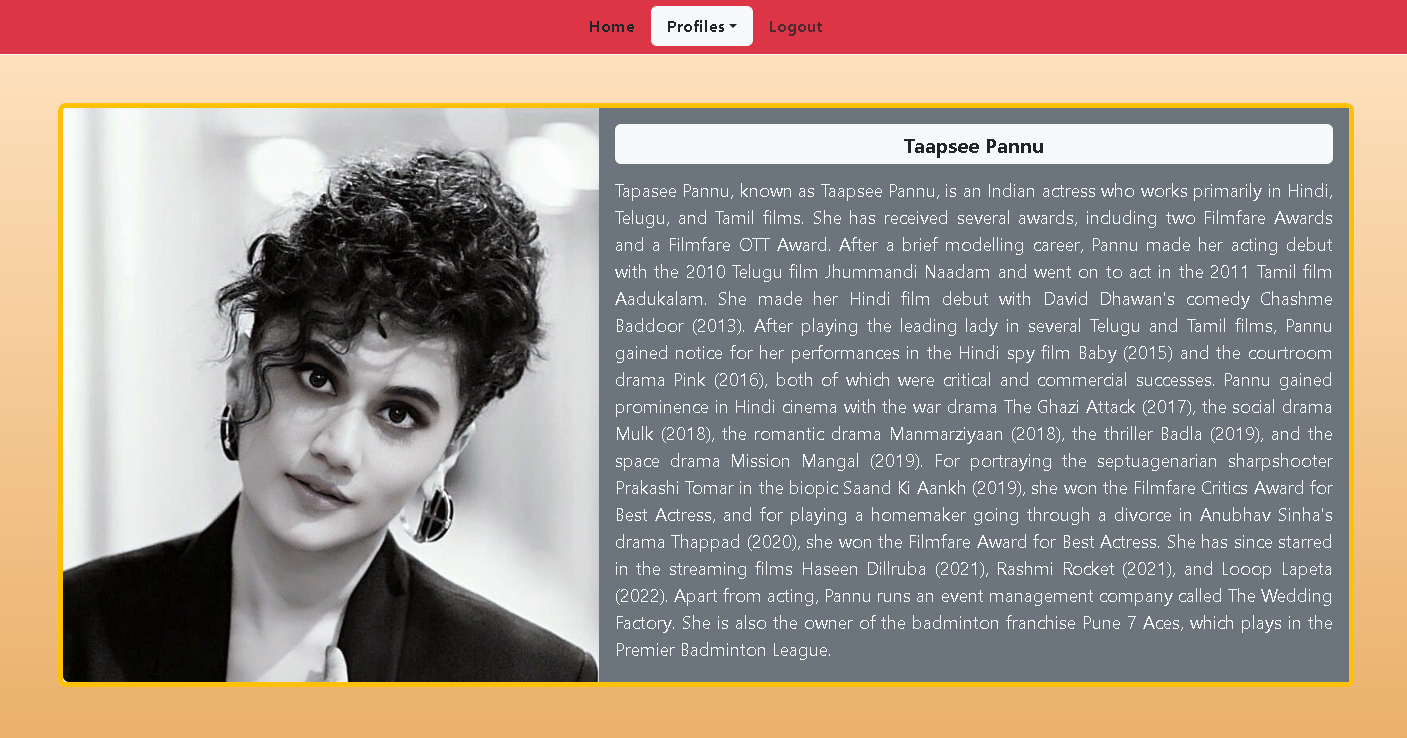 Home Profiles Logout
Taapsee Pannu
Tapasee Pannu, known as Taapsee Pannu, is an Indian actress who works primarily in Hindi,
Telugu, and Tamil films. She has received several awards, including two Filmfare Awards
and a Filmfare OTT Award. After a brief modelling career, Pannu made her acting debut
with the 2010 Telugu film Jhummandi Naadam and went on to act in the 2011 Tamil film
Aadukalam. She made her Hindi film debut with David Dhawan's comedy Chashme
Baddoor (2013). After playing the leading lady in several Telugu and Tamil films, Pannu
gained notice for her performances in the Hindi spy film Baby (2015) and the courtroom
drama Pink (2016), both of which were critical and commercial successes. Pannu gained
prominence in Hindi cinema with the war drama The Ghazi Attack (2017), the social drama
Mulk (2018), the romantic drama Manmarziyaan (2018), the thriller Badla (2019), and the
space drama Mission Mangal (2019). For portraying the septuagenarian sharpshooter
Prakashi Tomar in the biopic Saand Ki Aankh (2019), she won the Filmfare Critics Award for
Best Actress, and for playing a homemaker going through a divorce in Anubhav Sinha's
drama Thappad (2020), she won the Filmfare Award for Best Actress. She has since starred
in the streaming films Haseen Dillruba (2021), Rashmi Rocket (2021), and Looop Lapeta
(2022). Apart from acting, Pannu runs an event management company called The Wedding
Factory. She is also the owner of the badminton franchise Pune 7 Aces, which plays in the
Premier Badminton League.